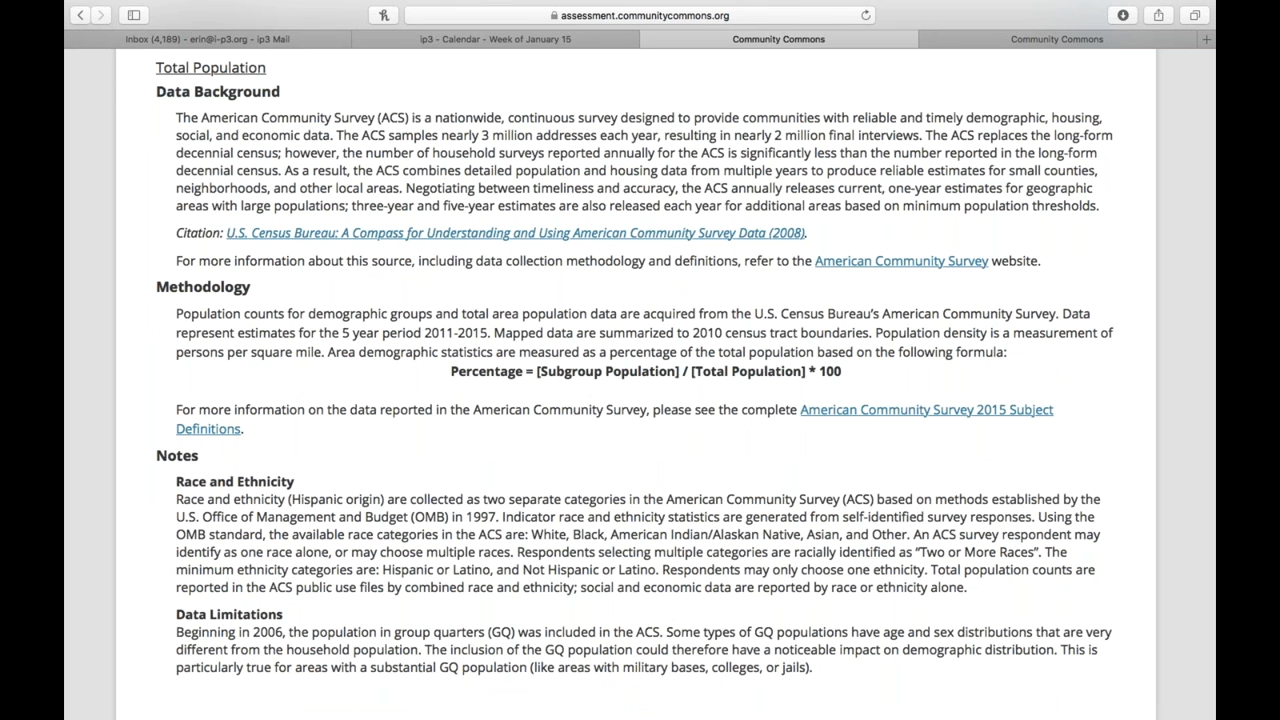 assessment.communitycommons.org
Inbox (4,189) - erin@i-p3.org - ip3 Mail
ip3 - Calendar - Week of January 15
Community Commons
Community Commons
Total Population
Data Background
The American Community Survey (ACS) is a nationwide, continuous survey designed to provide communities with reliable and timely demographic, housing,
social, and economic data. The ACS samples nearly 3 million addresses each year, resulting in nearly 2 million final interviews. The ACS replaces the long-form
decennial census; however, the number of household surveys reported annually for the ACS is significantly less than the number reported in the long-form
decennial census. As a result, the ACS combines detailed population and housing data from multiple years to produce reliable estimates for small counties,
neighborhoods, and other local areas. Negotiating between timeliness and accuracy, the ACS annually releases current, one-year estimates for geographic
areas with large populations; three-year and five-year estimates are also released each year for additional areas based on minimum population thresholds.
Citation: U.S. Census Bureau: A Compass for Understanding and Using American Community Survey Data (2008).
For more information about this source, including data collection methodology and definitions, refer to the American Community Survey website.
Methodology
Population counts for demographic groups and total area population data are acquired from the U.S. Census Bureau's American Community Survey. Data
represent estimates for the 5 year period 2011-2015. Mapped data are summarized to 2010 census tract boundaries. Population density is a measurement of
persons per square mile. Area demographic statistics are measured as a percentage of the total population based on the following formula:
Percentage = [Subgroup Population] / [Total Population] * 100
For more information on the data reported in the American Community Survey, please see the complete American Community Survey 2015 Subject
Definitions.
Notes
Race and Ethnicity
Race and ethnicity (Hispanic origin) are collected as two separate categories in the American Community Survey (ACS) based on methods established by the
U.S. Office of Management and Budget (OMB) in 1997. Indicator race and ethnicity statistics are generated from self-identified survey responses. Using the
OMB standard, the available race categories in the ACS are: White, Black, American Indian/Alaskan Native, Asian, and Other. An ACS survey respondent may
identify as one race alone, or may choose multiple races. Respondents selecting multiple categories are racially identified as "Two or More Races". The
minimum ethnicity categories are: Hispanic or Latino, and Not Hispanic or Latino. Respondents may only choose one ethnicity. Total population counts are
reported in the ACS public use files by combined race and ethnicity; social and economic data are reported by race or ethnicity alone.
Data Limitations
Beginning in 2006, the population in group quarters (GQ) was included in the ACS. Some types of GQ populations have age and sex distributions that are very
different from the household population. The inclusion of the GQ population could therefore have a noticeable impact on demographic distribution. This is
particularly true for areas with a substantial GQ population (like areas with military bases, colleges, or jails).